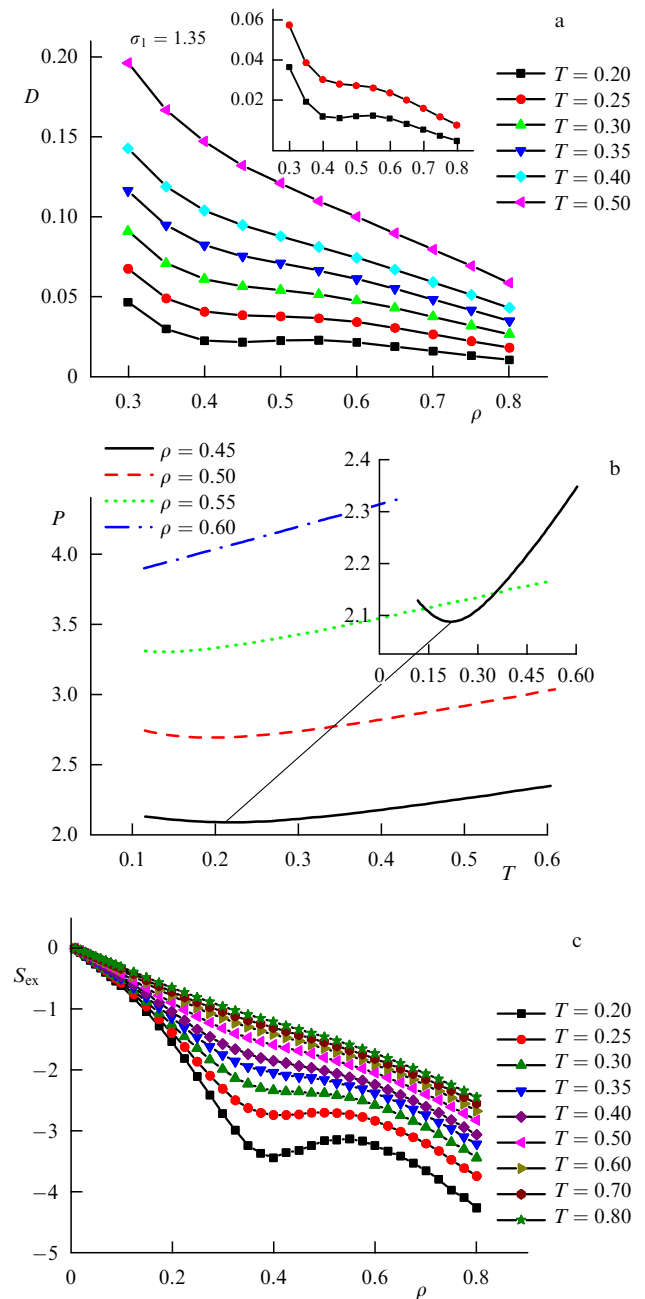 a
σ₁ = 1.35
D
0.20
0.15
0.10
0.05
0
0.3 0.4 0.5 0.6 0.7 0.8
ρ
0.06
0.04
0.02
0.3 0.4 0.5 0.6 0.7 0.8
T = 0.20
T = 0.25
T = 0.30
T = 0.35
T = 0.40
T = 0.50
b
ρ = 0.45
ρ = 0.50
ρ = 0.55
ρ = 0.60
P
4.0
3.5
3.0
2.5
2.0
0.1 0.2 0.3 0.4 0.5 0.6
T
2.4
2.3
2.2
2.1
0 0.15 0.30 0.45 0.60
c
S_ex
0
−1
−2
−3
−4
−5
0 0.2 0.4 0.6 0.8
ρ
T = 0.20
T = 0.25
T = 0.30
T = 0.35
T = 0.40
T = 0.50
T = 0.60
T = 0.70
T = 0.80